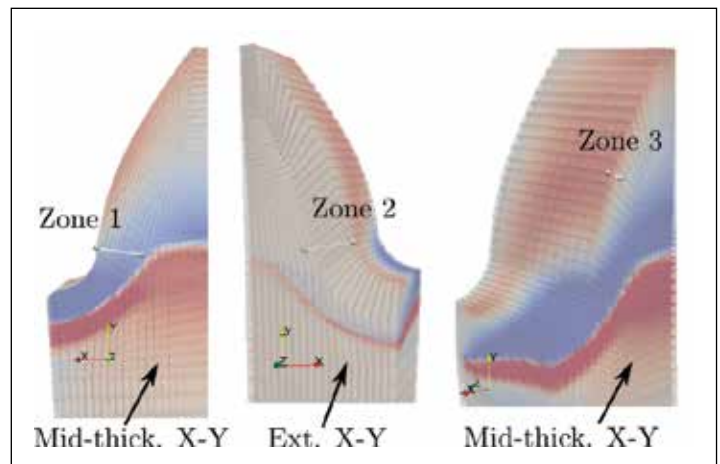 Zone 1
Zone 2
Zone 3
Y
X
Z
Y
Z
X
Y
X
Mid-thick. X-Y
Ext. X-Y
Mid-thick. X-Y